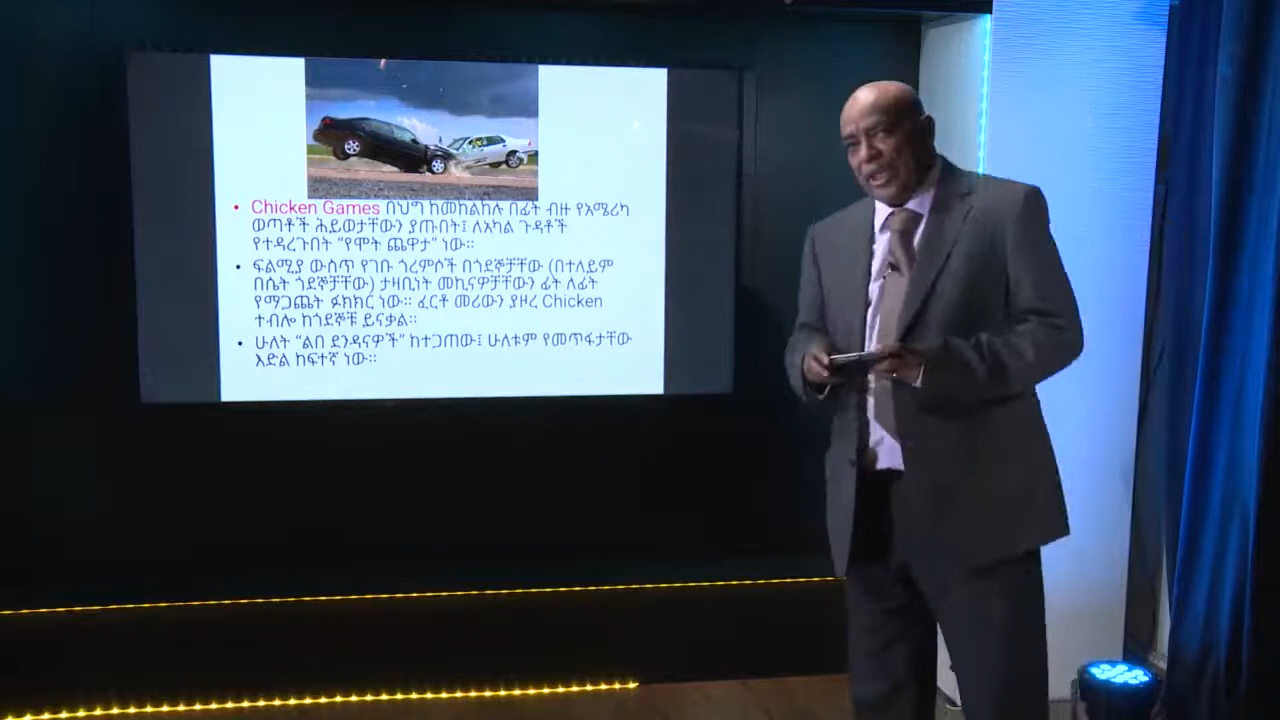 Chicken Games በህግ ከመከልከሉ በፊት ብዙ የአሜሪካ
ወጣቶች ሕይወታቸውን ያጡበት፤ ለአካል ጉዳቶች
የተዳረጉበት “የሞት ጨዋታ” ነው።
ፍልሚያ ውስጥ የገቡ ጎረምሶች በጎደኞቻቸው (በተለይም
በሴት ጎደኞቻቸው) ታዛቢነት መኪናዎቻቸውን ፊት ለፊት
የማጋጨት ፉክክር ነው። ፈርቶ መሪውን ያዞረ Chicken
ተብሎ ከጎደኞቹ ይናቃል።
ሁለት “ልበ ደንዳናዎች” ከተጋጠሙ፤ ሁለቱም የመጥፋታቸው
እድል ከፍተኛ ነው።